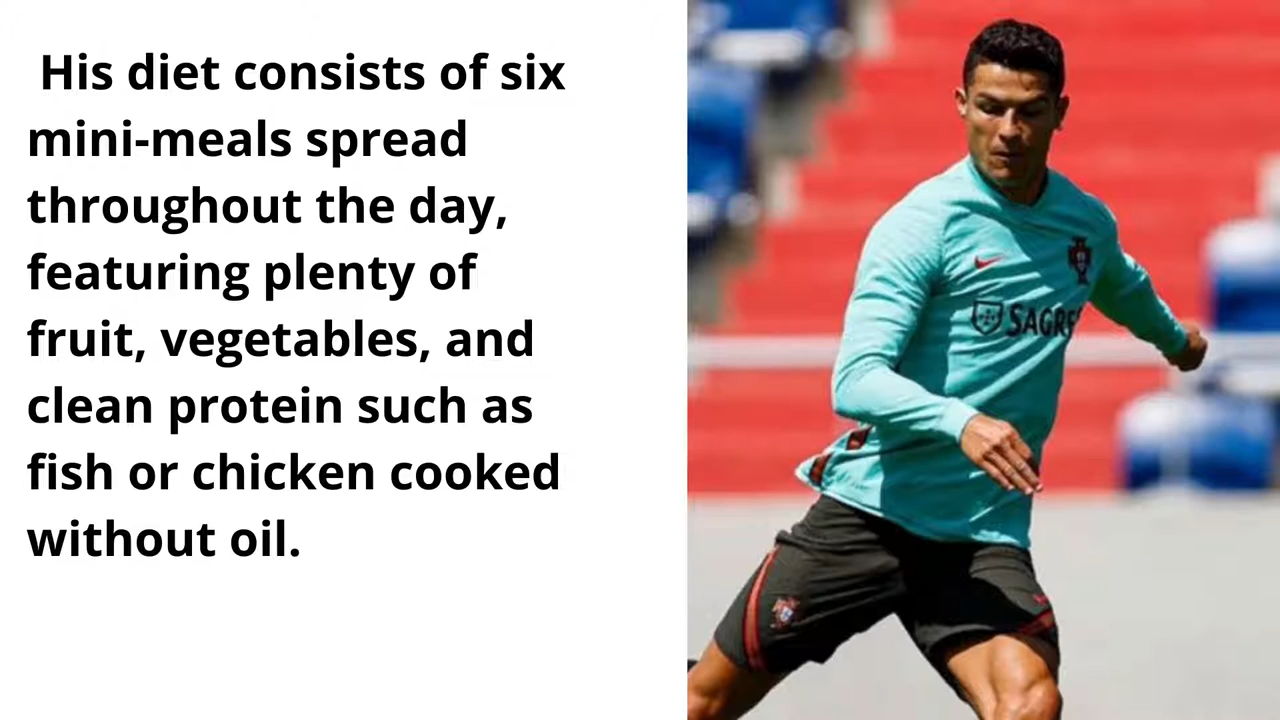 His diet consists of six
mini-meals spread
throughout the day,
featuring plenty of
fruit, vegetables, and
clean protein such as
fish or chicken cooked
without oil.
SAGRES